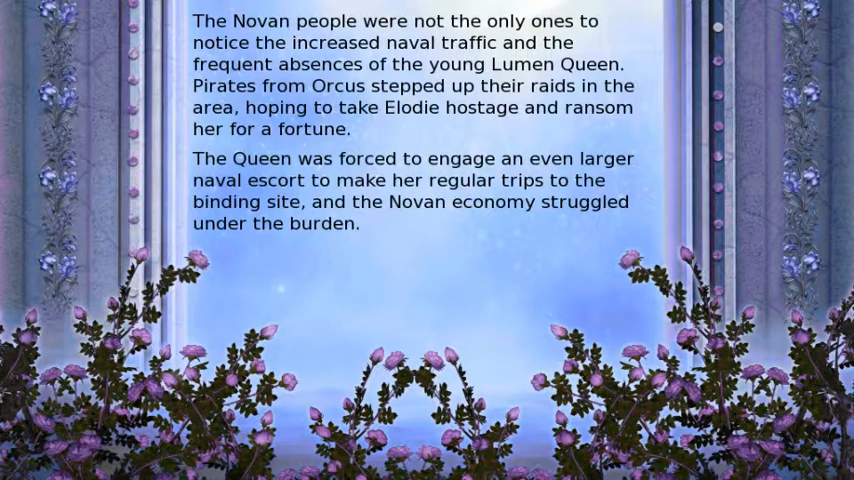 The Novan people were not the only ones to
notice the increased naval traffic and the
frequent absences of the young Lumen Queen.
Pirates from Orcus stepped up their raids in the
area, hoping to take Elodie hostage and ransom
her for a fortune.
The Queen was forced to engage an even larger
naval escort to make her regular trips to the
binding site, and the Novan economy struggled
under the burden.